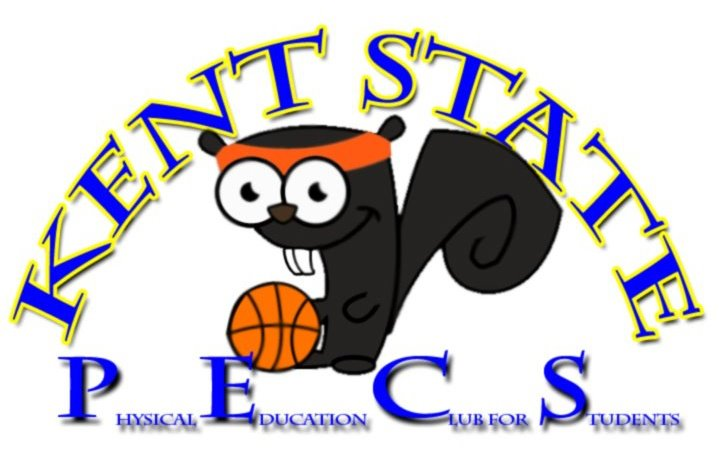 KENT STATE
PHYSICAL EDUCATION CLUB FOR STUDENTS